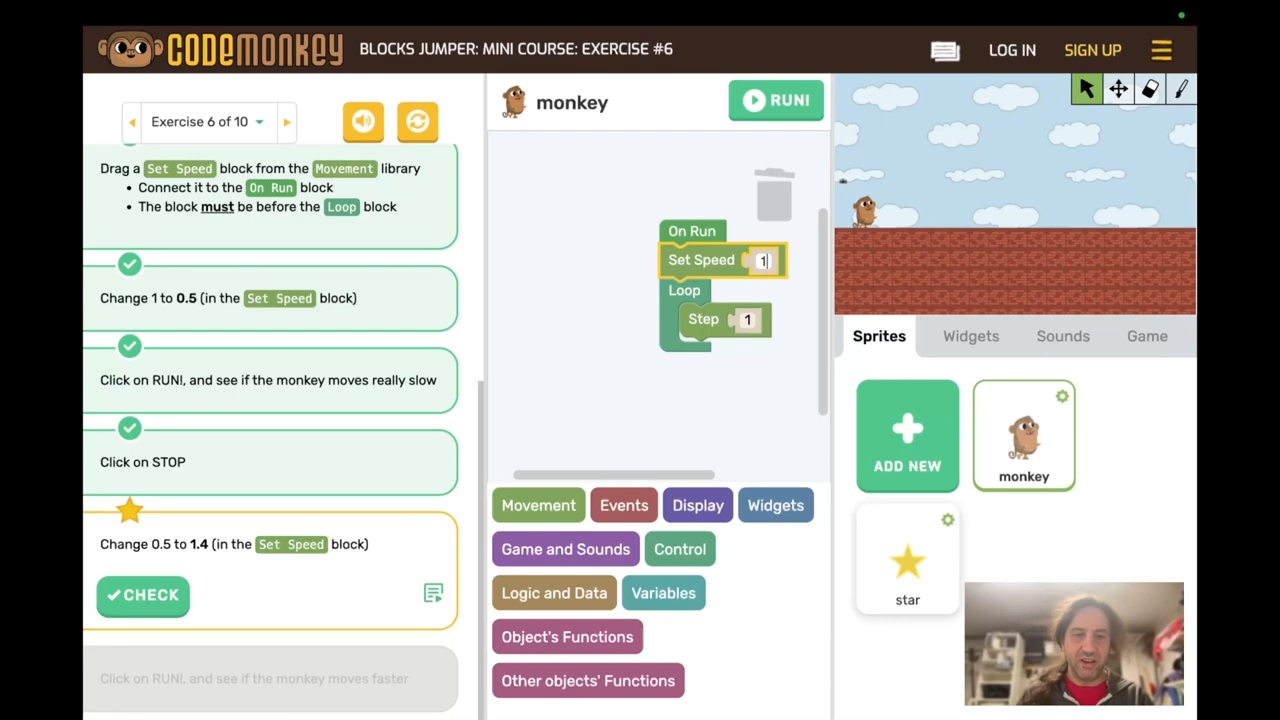 CODEMONKEY
BLOCKS JUMPER: MINI COURSE: EXERCISE #6
LOG IN
SIGN UP
Exercise 6 of 10
Drag a Set Speed block from the Movement library
• Connect it to the On Run block
• The block must be before the Loop block
Change 1 to 0.5 (in the Set Speed block)
Click on RUN!, and see if the monkey moves really slow
Click on STOP
Change 0.5 to 1.4 (in the Set Speed block)
CHECK
Click on RUN!, and see if the monkey moves faster
monkey
RUN!
On Run
Set Speed 1
Loop
Step 1
Movement
Events
Display
Widgets
Game and Sounds
Control
Logic and Data
Variables
Object's Functions
Other objects' Functions
Sprites
Widgets
Sounds
Game
ADD NEW
monkey
star